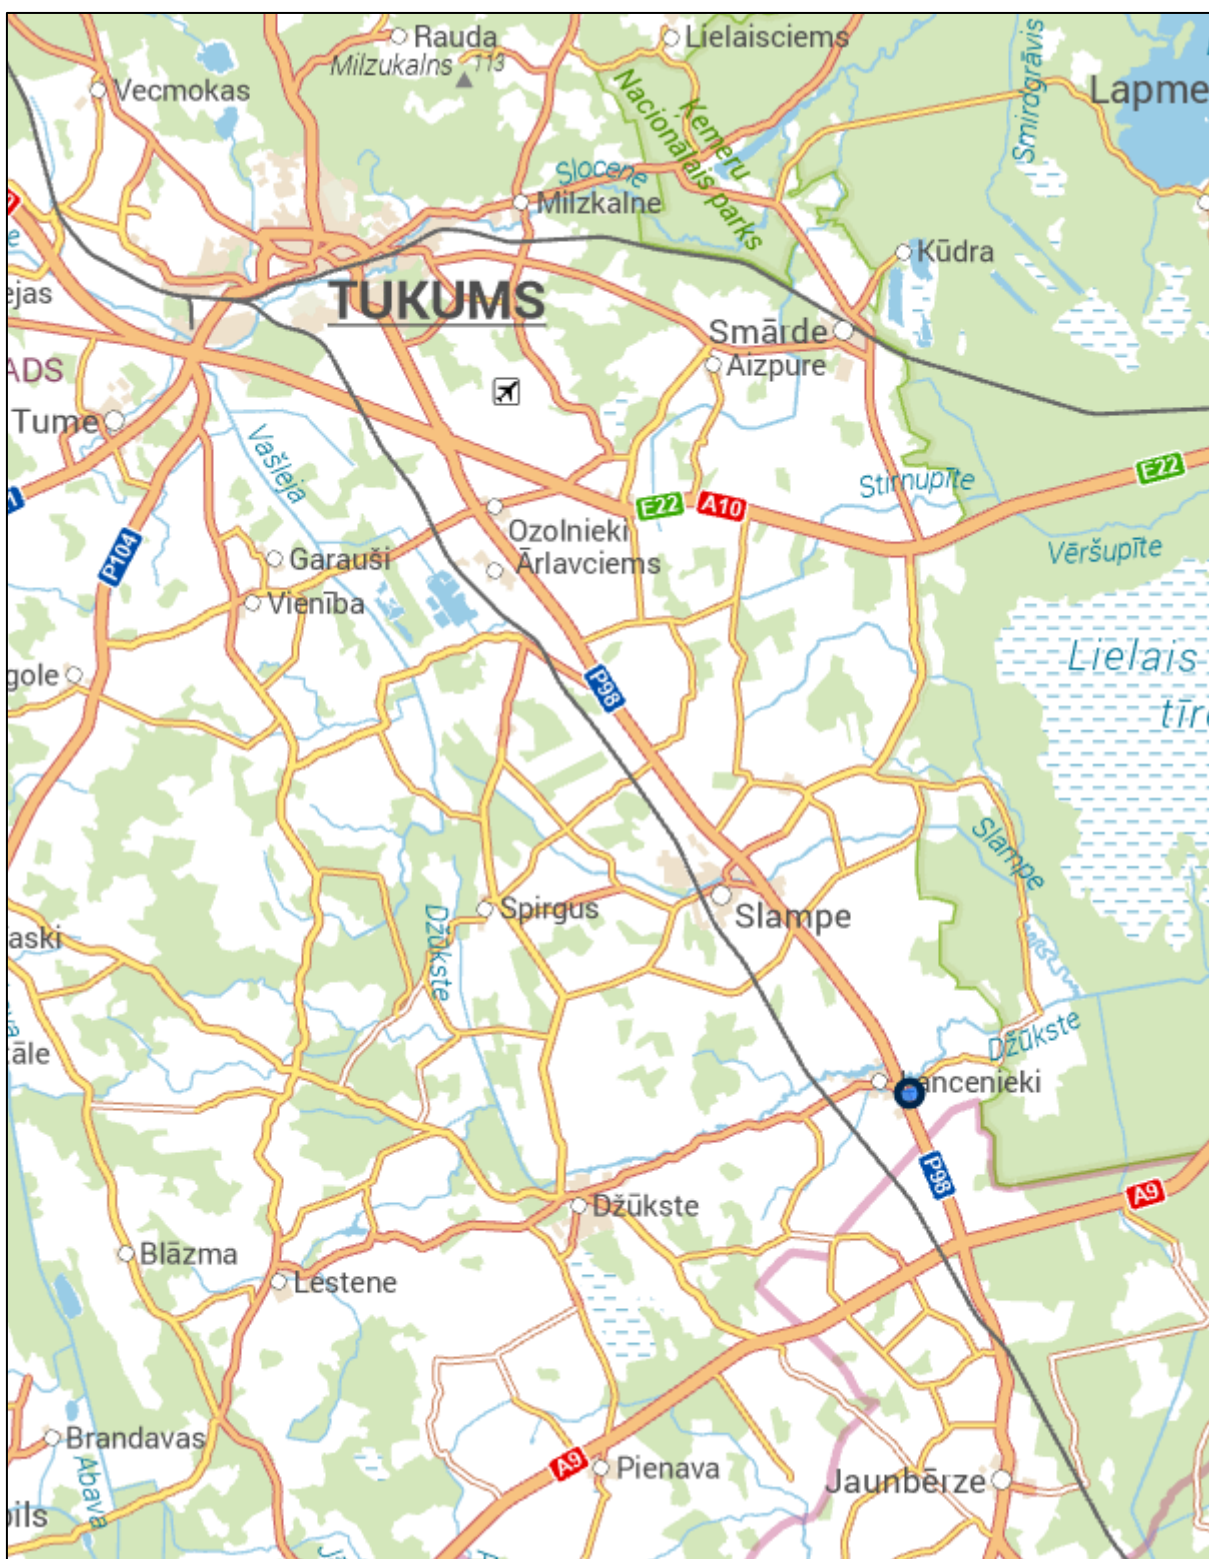 Rauda
Lielaisciems
Milzukalns 113
Vecmokas
Lapme
Smirdgrāvis
Ķemeru
Nacionālais parks
Slocene
Milzkalne
Kūdra
ejas
TUKUMS
Smārde
Aizpure
ADS
Tume
Vašleja
Stirnupīte
E22
E22
A10
Ozolnieki
Vēršupīte
P104
Garauši
Ārlavciems
Vienība
Lielais
gole
P98
tīr
Slampe
Spirgus
Slampe
Džūkste
aski
Džūkste
āle
Lancenieki
P98
A9
Džūkste
Blāzma
Lestene
Brandavas
A9
Pienava
Jaunbērze
Abava
ils